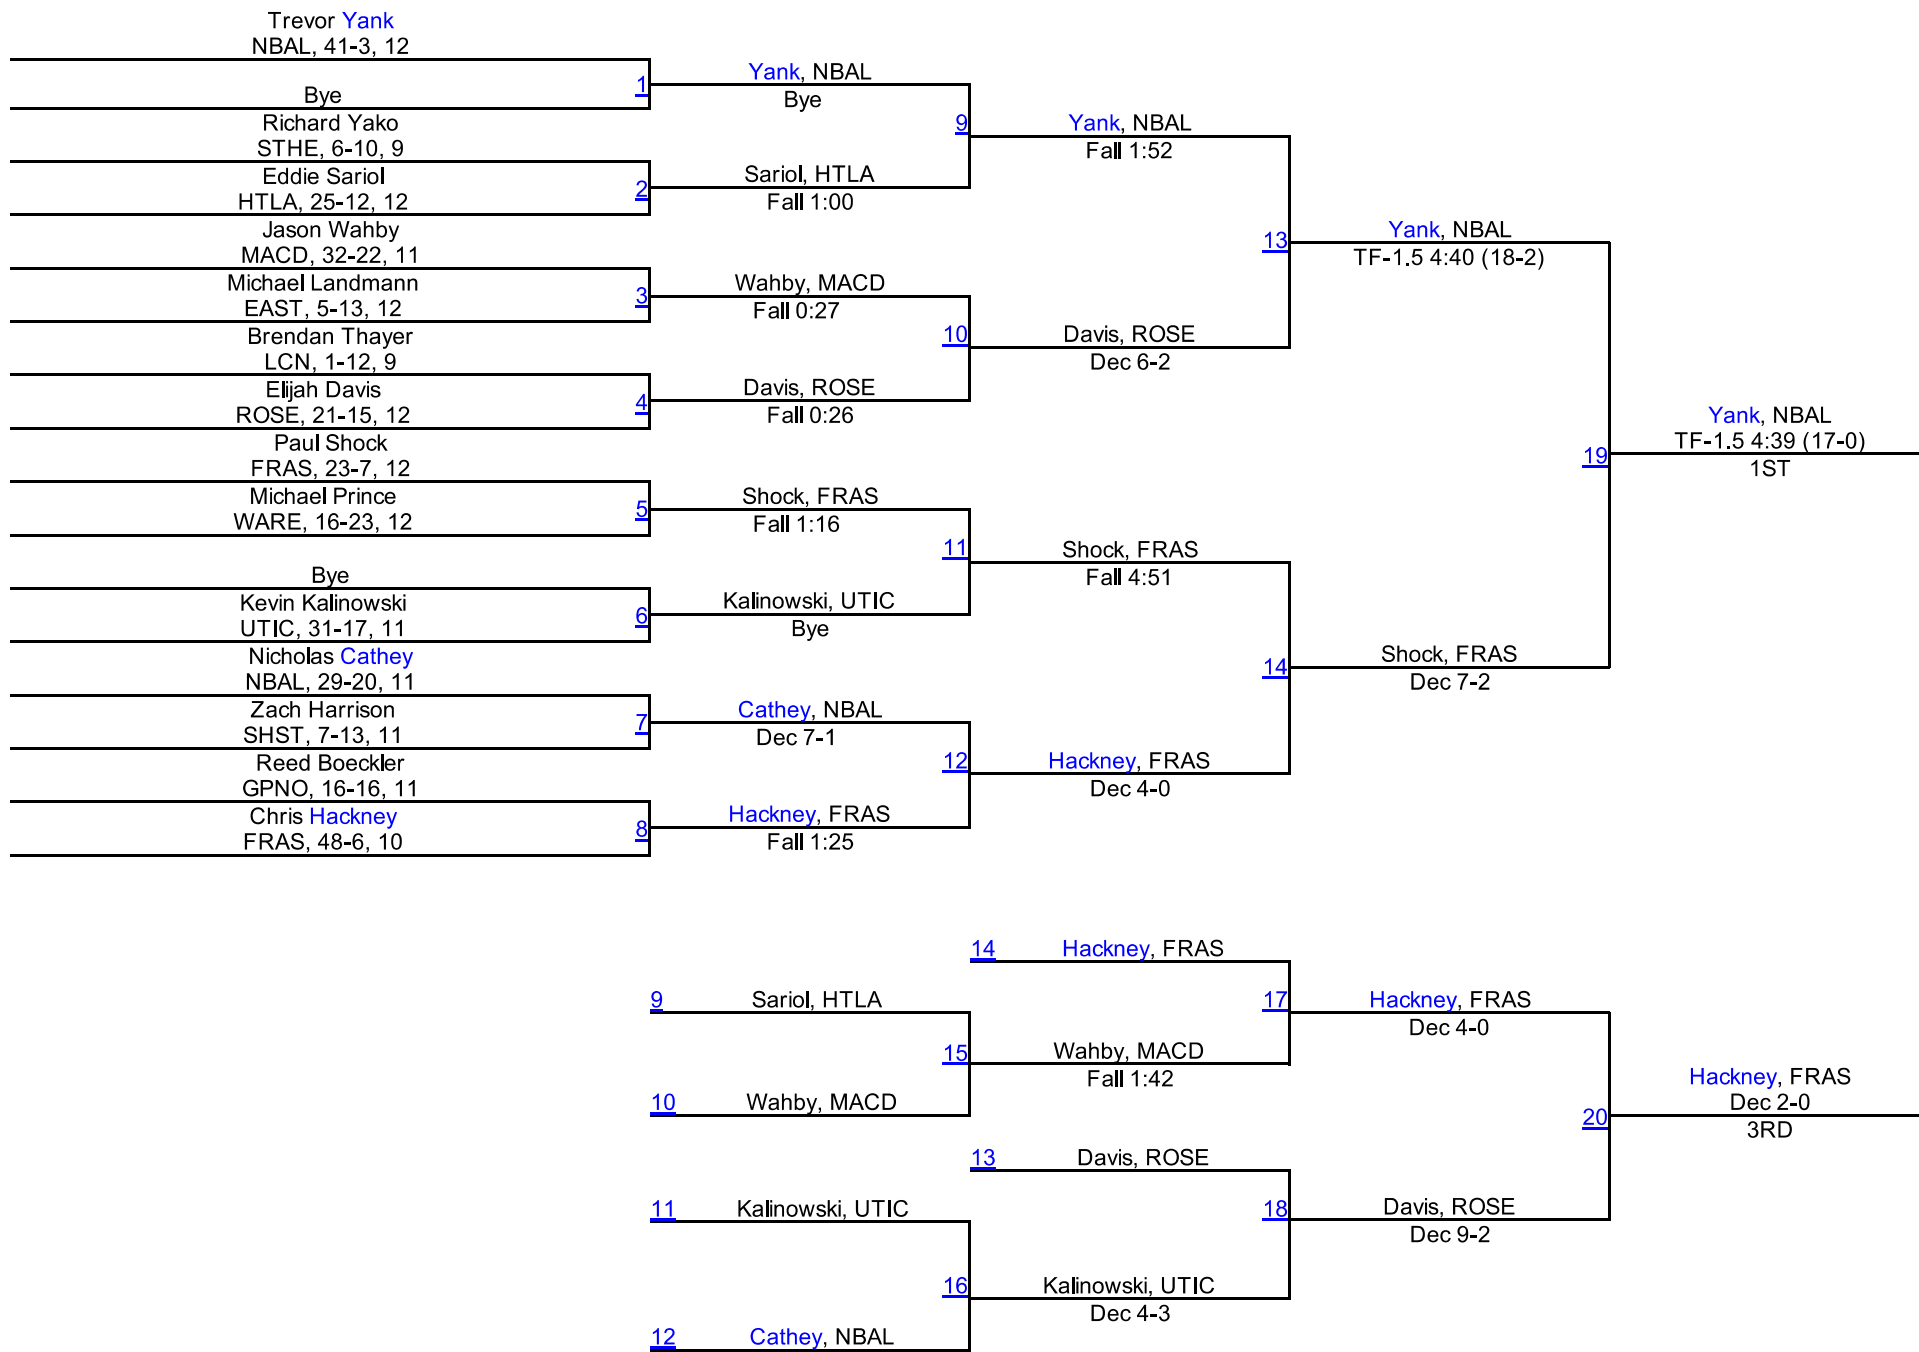 Trevor Yank
NBAL, 41-3, 12
1
Bye
Yank, NBAL
Bye
Richard Yako
STHE, 6-10, 9
2
Eddie Sariol
HTLA, 25-12, 12
Sariol, HTLA
Fall 1:00
9
Yank, NBAL
Fall 1:52
Jason Wahby
MACD, 32-22, 11
3
Michael Landmann
EAST, 5-13, 12
Wahby, MACD
Fall 0:27
Brendan Thayer
LCN, 1-12, 9
4
Elijah Davis
ROSE, 21-15, 12
Davis, ROSE
Fall 0:26
10
Davis, ROSE
Dec 6-2
13
Yank, NBAL
TF-1.5 4:40 (18-2)
Paul Shock
FRAS, 23-7, 12
5
Michael Prince
WARE, 16-23, 12
Shock, FRAS
Fall 1:16
Bye
6
Kevin Kalinowski
UTIC, 31-17, 11
Kalinowski, UTIC
Bye
11
Shock, FRAS
Fall 4:51
Nicholas Cathey
NBAL, 29-20, 11
7
Zach Harrison
SHST, 7-13, 11
Cathey, NBAL
Dec 7-1
Reed Boeckler
GPNO, 16-16, 11
8
Chris Hackney
FRAS, 48-6, 10
Hackney, FRAS
Fall 1:25
12
Hackney, FRAS
Dec 4-0
14
Shock, FRAS
Dec 7-2
19
Yank, NBAL
TF-1.5 4:39 (17-0)
1ST
14
Hackney, FRAS
9
Sariol, HTLA
10
Wahby, MACD
15
Wahby, MACD
Fall 1:42
17
Hackney, FRAS
Dec 4-0
13
Davis, ROSE
11
Kalinowski, UTIC
12
Cathey, NBAL
16
Kalinowski, UTIC
Dec 4-3
18
Davis, ROSE
Dec 9-2
20
Hackney, FRAS
Dec 2-0
3RD